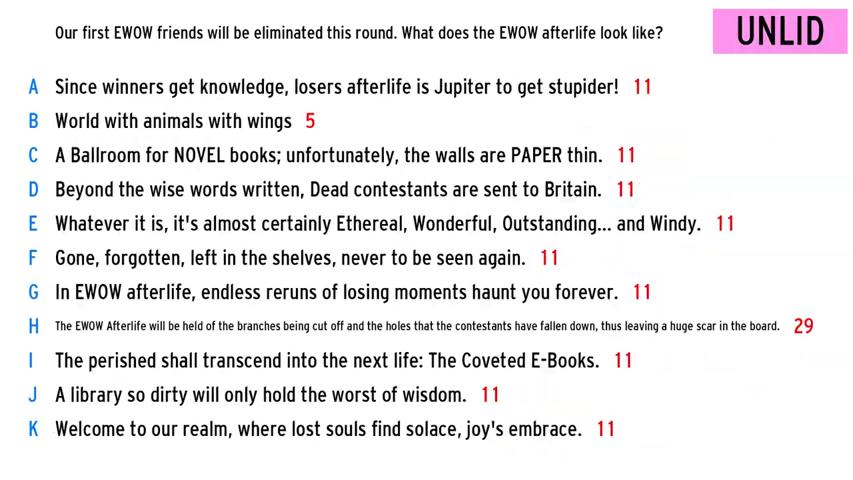 Our first EWOW friends will be eliminated this round. What does the EWOW afterlife look like?
UNLID
A Since winners get knowledge, losers afterlife is Jupiter to get stupider! 11
B World with animals with wings 5
C A Ballroom for NOVEL books; unfortunately, the walls are PAPER thin. 11
D Beyond the wise words written, Dead contestants are sent to Britain. 11
E Whatever it is, it's almost certainly Ethereal, Wonderful, Outstanding... and Windy. 11
F Gone, forgotten, left in the shelves, never to be seen again. 11
G In EWOW afterlife, endless reruns of losing moments haunt you forever. 11
H The EWOW Afterlife will be held of the branches being cut off and the holes that the contestants have fallen down, thus leaving a huge scar in the board. 29
I The perished shall transcend into the next life: The Coveted E-Books. 11
J A library so dirty will only hold the worst of wisdom. 11
K Welcome to our realm, where lost souls find solace, joy's embrace. 11